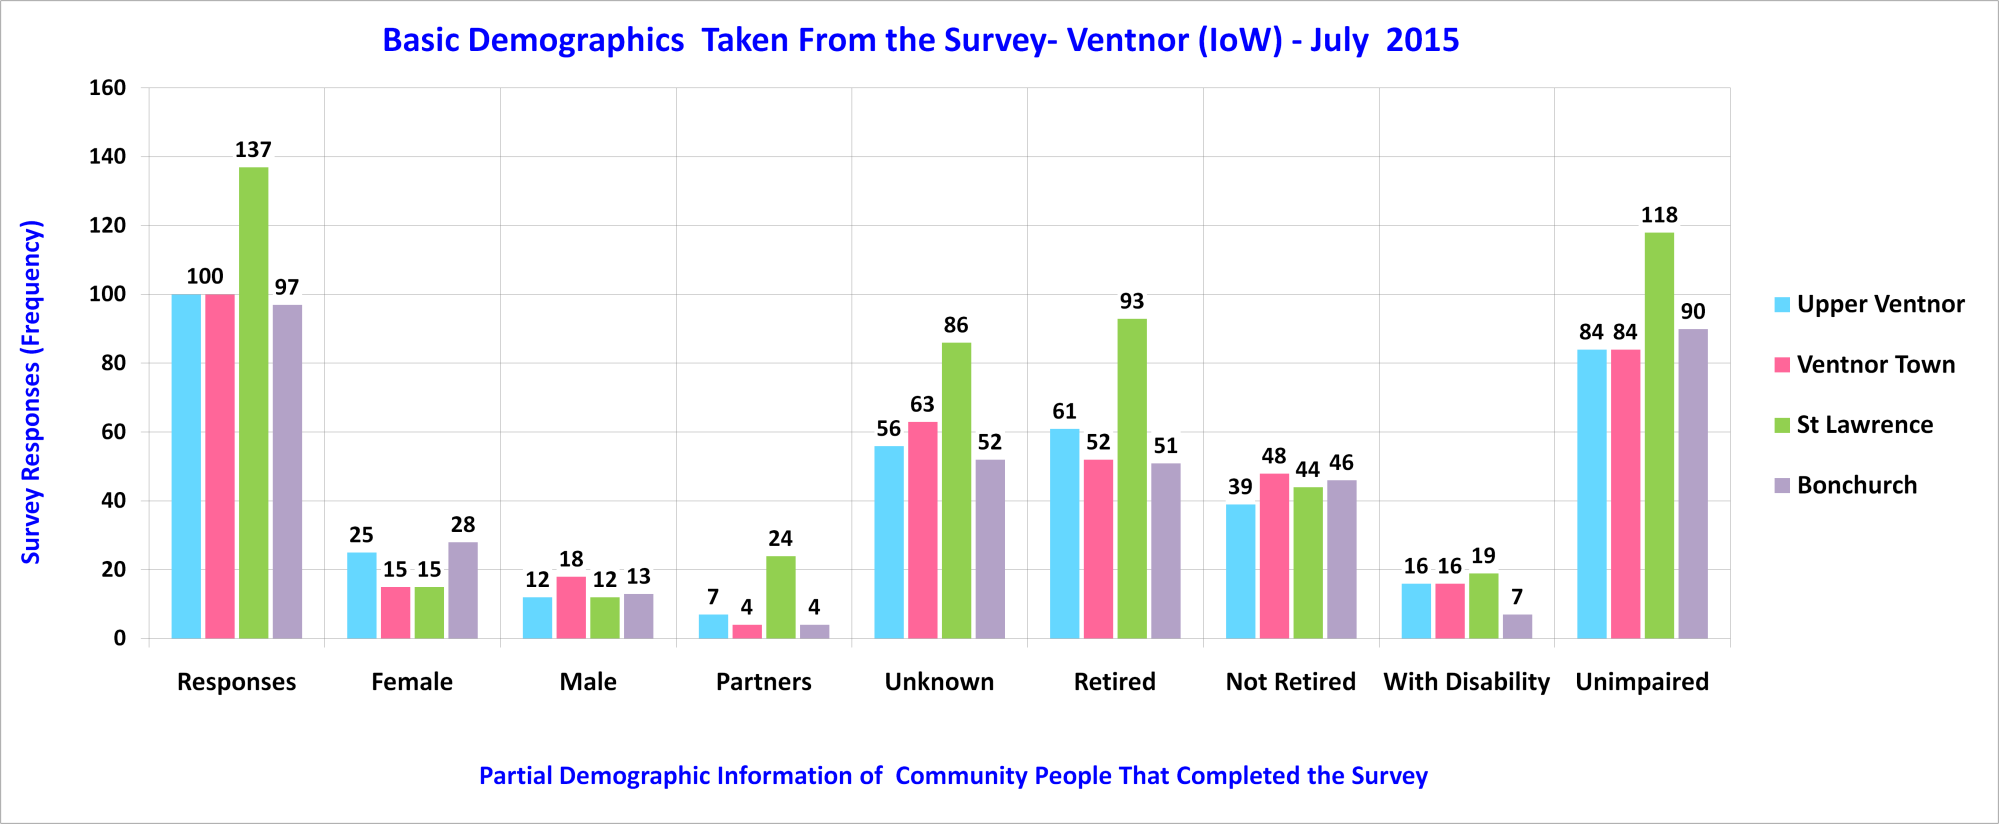 Basic Demographics  Taken From the Survey- Ventnor (IoW) - July  2015
Survey Responses (Frequency)
160
140
120
100
80
60
40
20
0
100 137 97
25 15 15 28
12 18 12 13
7 4 24 4
56 63 86 52
61 52 93 51
39 48 44 46
16 16 19 7
84 84 118 90
Responses Female Male Partners Unknown Retired Not Retired With Disability Unimpaired
Partial Demographic Information of  Community People That Completed the Survey
Upper Ventnor
Ventnor Town
St Lawrence
Bonchurch